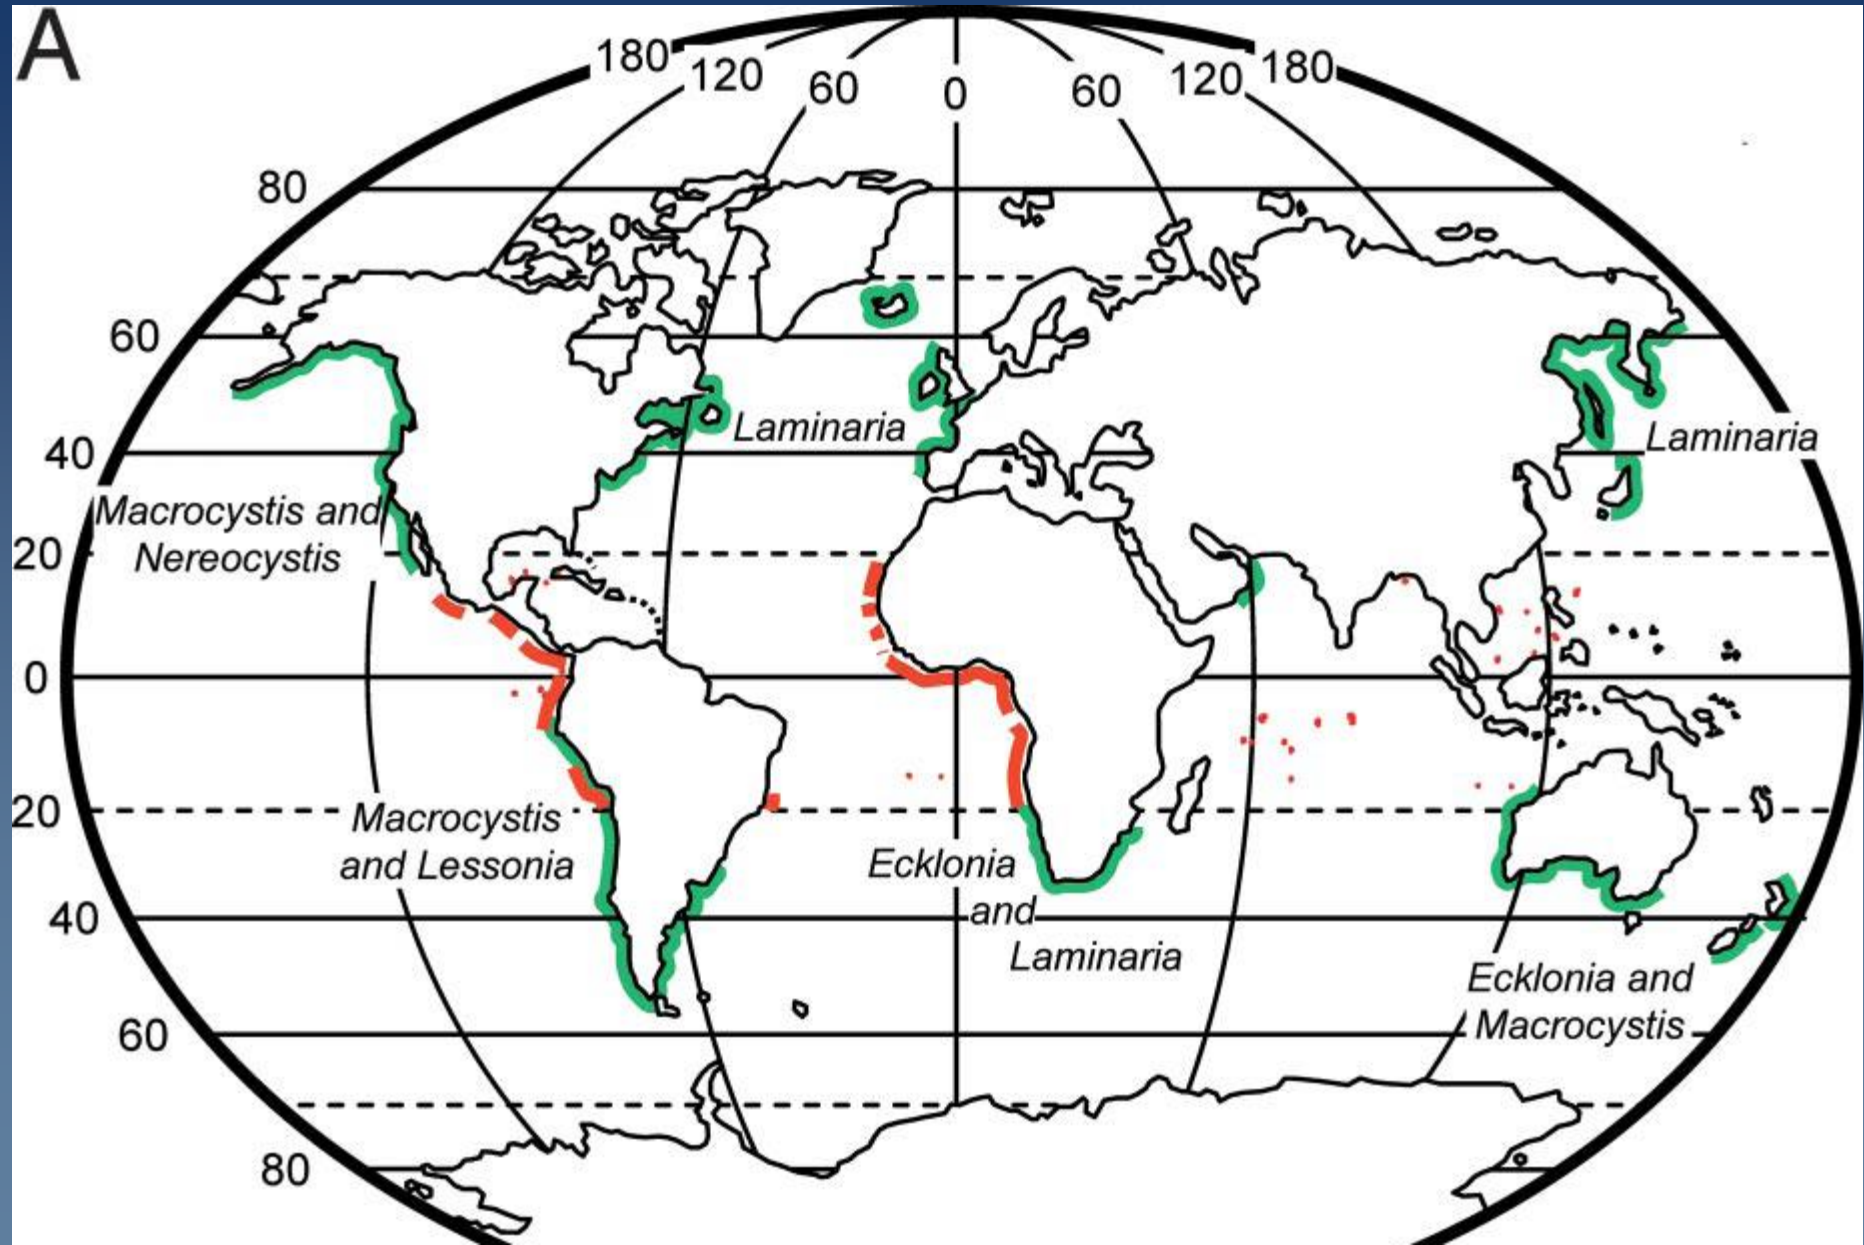 A
180
120
60
0
60
120
180
80
60
Laminaria
Laminaria
40
Macrocystis and
Nereocystis
20
0
20
Macrocystis
and Lessonia
Ecklonia
and
Laminaria
40
Ecklonia and
Macrocystis
60
80